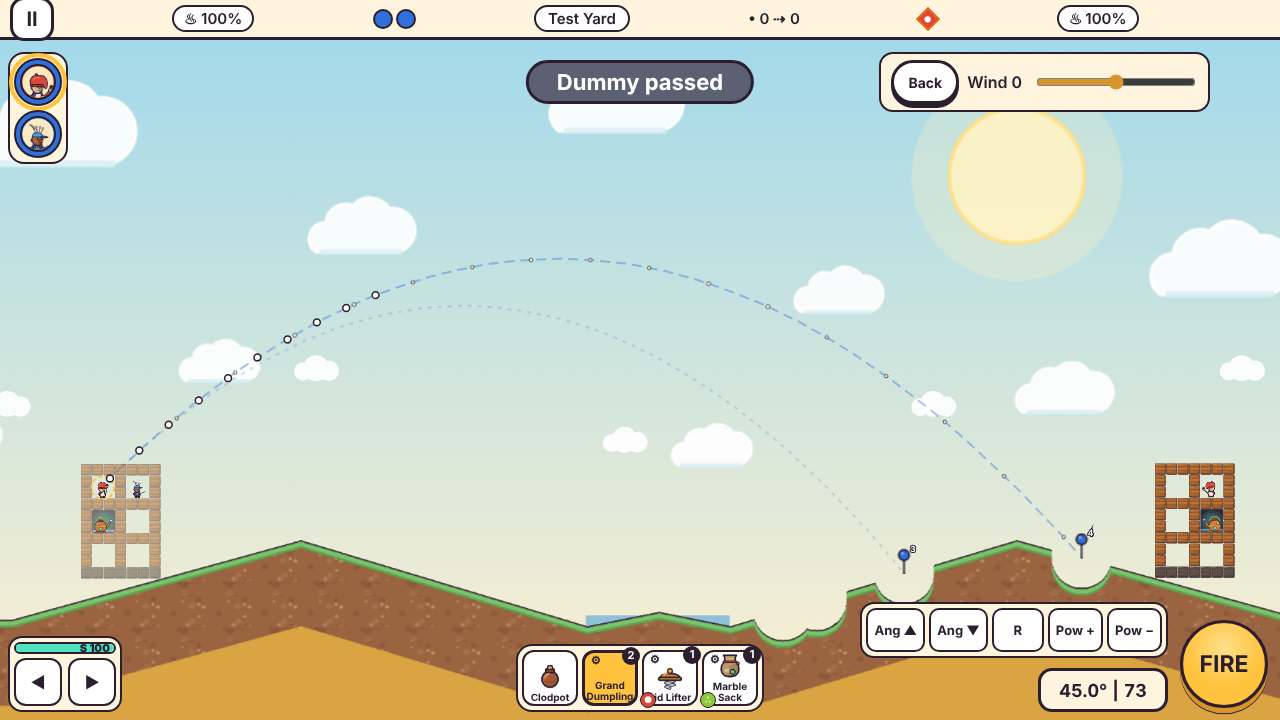 100%
Test Yard
• 0 ⇢ 0
100%
Dummy passed
Back
Wind 0
3
4
S 100
Clodpot
2
Grand
Dumpling
1
id Lifter
1
Marble
Sack
Ang ▲
Ang ▼
R
Pow +
Pow −
45.0° | 73
FIRE